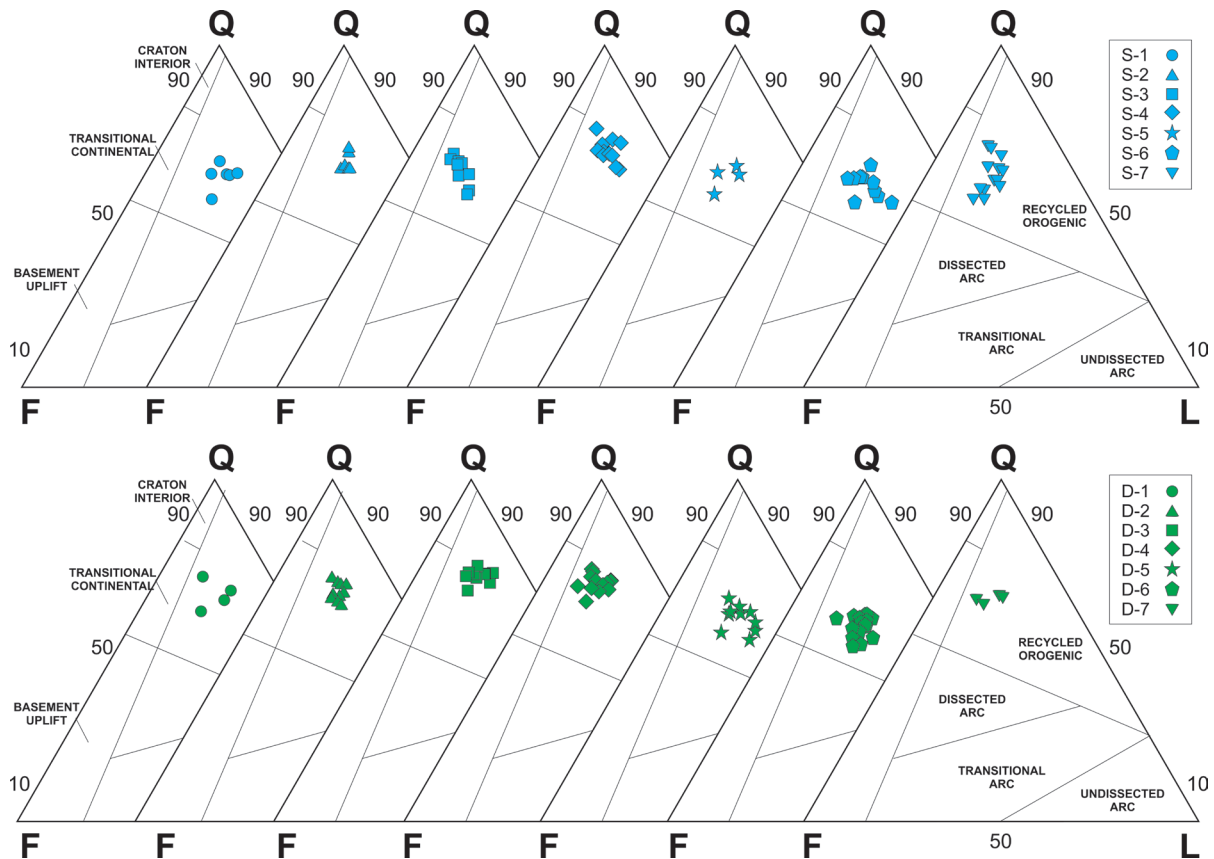 Q Q Q Q Q Q Q
CRATON
INTERIOR
90 90 90 90 90 90 90 90
S-1
S-2
S-3
S-4
S-5
S-6
S-7
TRANSITIONAL
CONTINENTAL
50
RECYCLED
OROGENIC
50
BASEMENT
UPLIFT
DISSECTED
ARC
10
TRANSITIONAL
ARC
UNDISSECTED
ARC
10
F F F F F F F 50 L
Q Q Q Q Q Q Q
CRATON
INTERIOR
90 90 90 90 90 90 90 90
D-1
D-2
D-3
D-4
D-5
D-6
D-7
TRANSITIONAL
CONTINENTAL
50
RECYCLED
OROGENIC
50
BASEMENT
UPLIFT
DISSECTED
ARC
10
TRANSITIONAL
ARC
UNDISSECTED
ARC
10
F F F F F F F 50 L